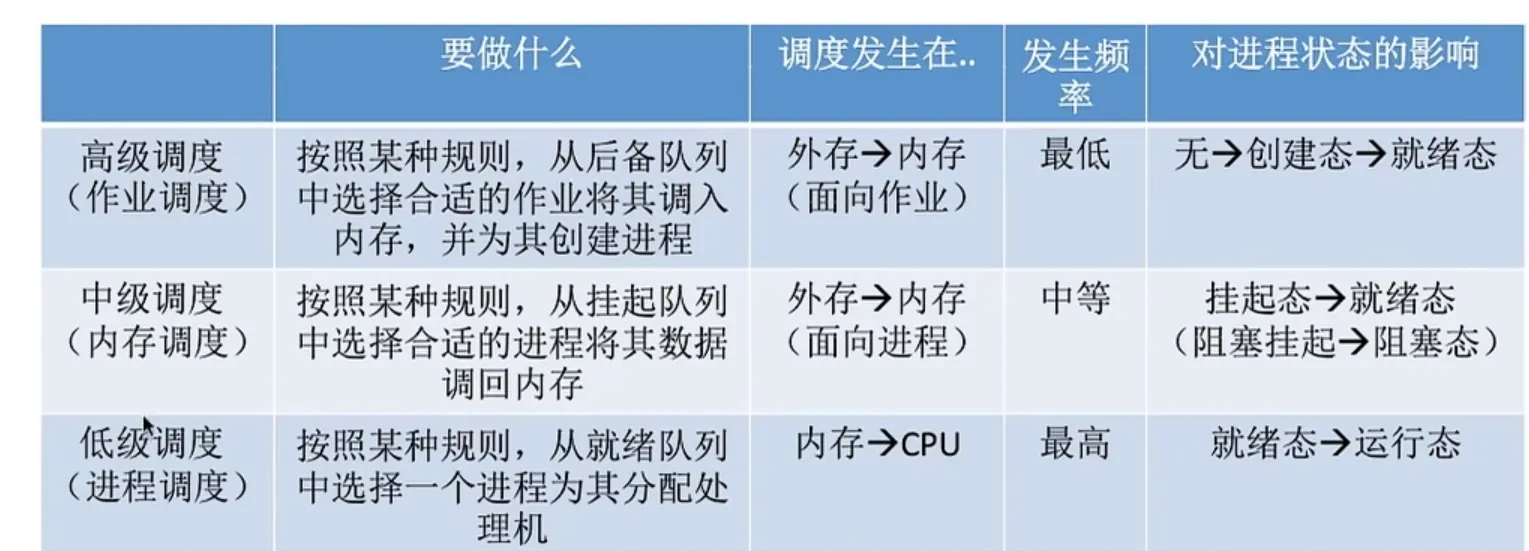 要做什么
调度发生在..
发生频
率
对进程状态的影响
高级调度
（作业调度）
按照某种规则，从后备队列
中选择合适的作业将其调入
内存，并为其创建进程
外存→内存
（面向作业）
最低
无→创建态→就绪态
中级调度
（内存调度）
按照某种规则，从挂起队列
中选择合适的进程将其数据
调回内存
外存→内存
（面向进程）
中等
挂起态→就绪态
（阻塞挂起→阻塞态）
低级调度
（进程调度）
按照某种规则，从就绪队列
中选择一个进程为其分配处
理机
内存→CPU
最高
就绪态→运行态